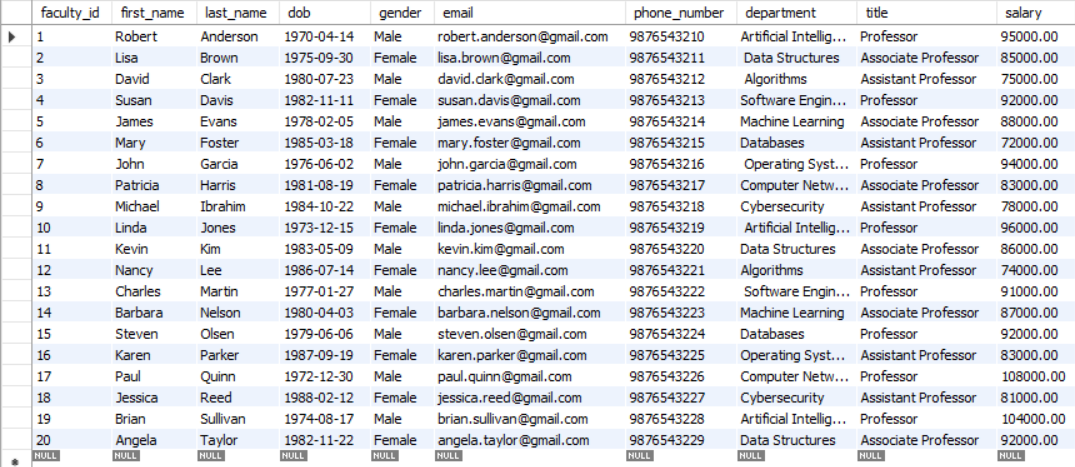 faculty_id first_name last_name dob gender email phone_number department title salary
1 Robert Anderson 1970-04-14 Male robert.anderson@gmail.com 9876543210 Artificial Intellig... Professor 95000.00
2 Lisa Brown 1975-09-30 Female lisa.brown@gmail.com 9876543211 Data Structures Associate Professor 85000.00
3 David Clark 1980-07-23 Male david.clark@gmail.com 9876543212 Algorithms Assistant Professor 75000.00
4 Susan Davis 1982-11-11 Female susan.davis@gmail.com 9876543213 Software Engin... Professor 92000.00
5 James Evans 1978-02-05 Male james.evans@gmail.com 9876543214 Machine Learning Associate Professor 88000.00
6 Mary Foster 1985-03-18 Female mary.foster@gmail.com 9876543215 Databases Assistant Professor 72000.00
7 John Garcia 1976-06-02 Male john.garcia@gmail.com 9876543216 Operating Syst... Professor 94000.00
8 Patricia Harris 1981-08-19 Female patricia.harris@gmail.com 9876543217 Computer Netw... Associate Professor 83000.00
9 Michael Ibrahim 1984-10-22 Male michael.ibrahim@gmail.com 9876543218 Cybersecurity Assistant Professor 78000.00
10 Linda Jones 1973-12-15 Female linda.jones@gmail.com 9876543219 Artificial Intellig... Professor 96000.00
11 Kevin Kim 1983-05-09 Male kevin.kim@gmail.com 9876543220 Data Structures Associate Professor 86000.00
12 Nancy Lee 1986-07-14 Female nancy.lee@gmail.com 9876543221 Algorithms Assistant Professor 74000.00
13 Charles Martin 1977-01-27 Male charles.martin@gmail.com 9876543222 Software Engin... Professor 91000.00
14 Barbara Nelson 1980-04-03 Female barbara.nelson@gmail.com 9876543223 Machine Learning Associate Professor 87000.00
15 Steven Olsen 1979-06-06 Male steven.olsen@gmail.com 9876543224 Databases Professor 92000.00
16 Karen Parker 1987-09-19 Female karen.parker@gmail.com 9876543225 Operating Syst... Assistant Professor 83000.00
17 Paul Quinn 1972-12-30 Male paul.quinn@gmail.com 9876543226 Computer Netw... Professor 108000.00
18 Jessica Reed 1988-02-12 Female jessica.reed@gmail.com 9876543227 Cybersecurity Assistant Professor 81000.00
19 Brian Sullivan 1974-08-17 Male brian.sullivan@gmail.com 9876543228 Artificial Intellig... Professor 104000.00
20 Angela Taylor 1982-11-22 Female angela.taylor@gmail.com 9876543229 Data Structures Associate Professor 92000.00
NULL NULL NULL NULL NULL NULL NULL NULL NULL NULL